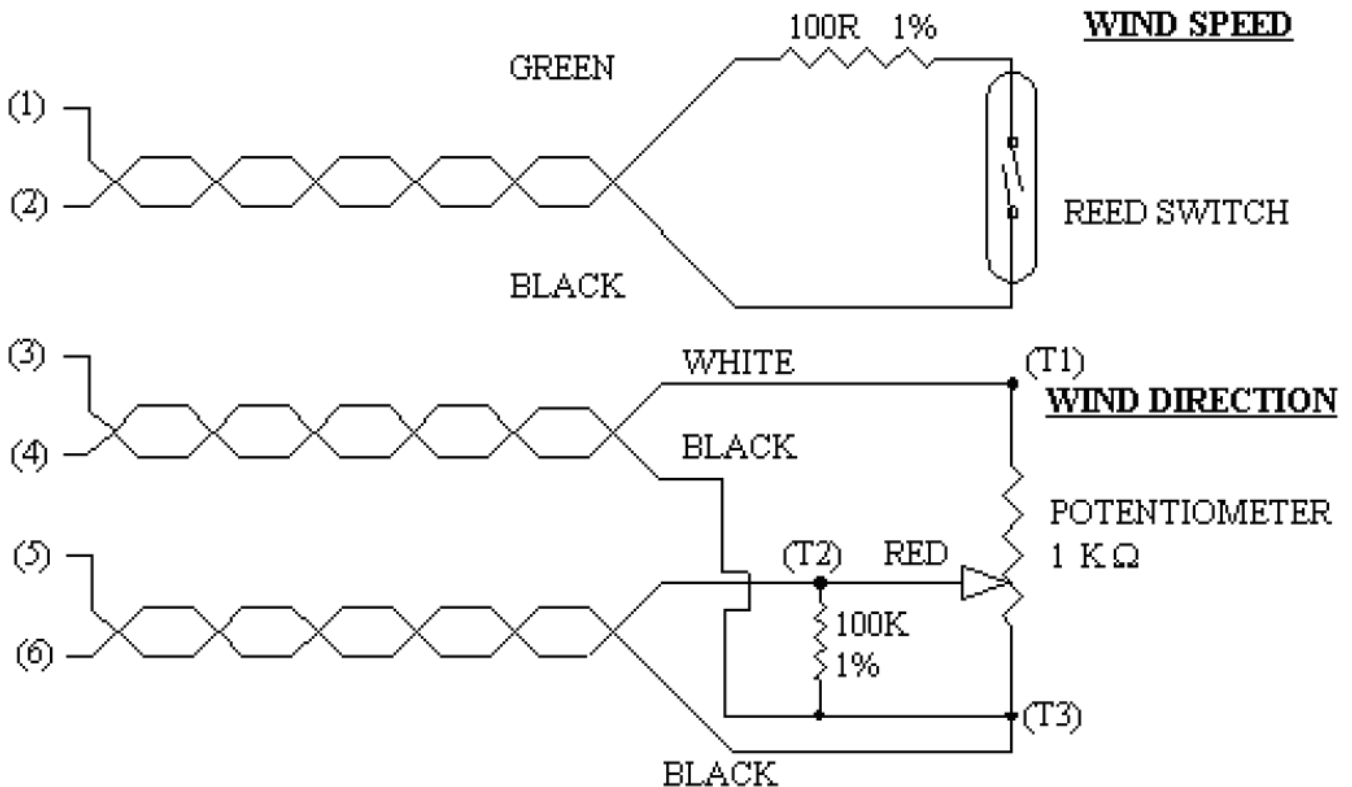 WIND SPEED
100R 1%
GREEN
(1)
(2)
REED SWITCH
BLACK
(3)
WHITE
(T1)
WIND DIRECTION
(4)
BLACK
POTENTIOMETER
1 K Ω
(5)
(T2)
RED
100K
1%
(6)
(T3)
BLACK